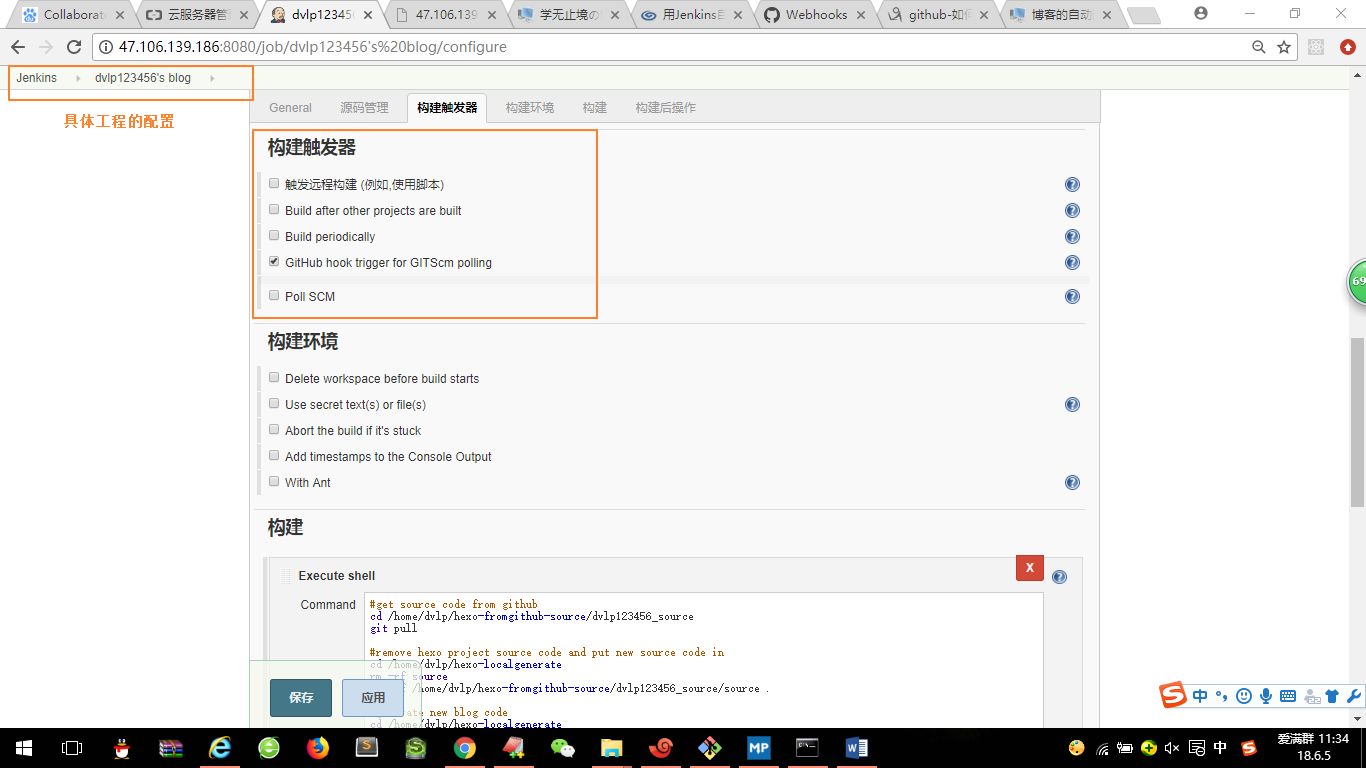 Collaborat
云服务器管
dvlp12345
47.106.139
学无止境の
用Jenkins自
Webhooks
github-如何
博客的自动
47.106.139.186:8080/job/dvlp123456's%20blog/configure
Jenkins
dvlp123456's blog
具体工程的配置
General
源码管理
构建触发器
构建环境
构建
构建后操作
构建触发器
触发远程构建 (例如,使用脚本)
Build after other projects are built
Build periodically
GitHub hook trigger for GITScm polling
Poll SCM
69
构建环境
Delete workspace before build starts
Use secret text(s) or file(s)
Abort the build if it's stuck
Add timestamps to the Console Output
With Ant
构建
Execute shell
X
Command
#get source code from github
cd /home/dvlp/hexo-fromgithub-source/dvlp123456_source
git pull
#remove hexo project source code and put new source code in
cd /home/dvlp/hexo-localgenerate
rm -rf source
/home/dvlp/hexo-fromgithub-source/dvlp123456_source/source .
new blog code
cd /home/dvlp/hexo-localgenerate
保存
应用
中
MP
中
爱满群 11:34
18.6.5